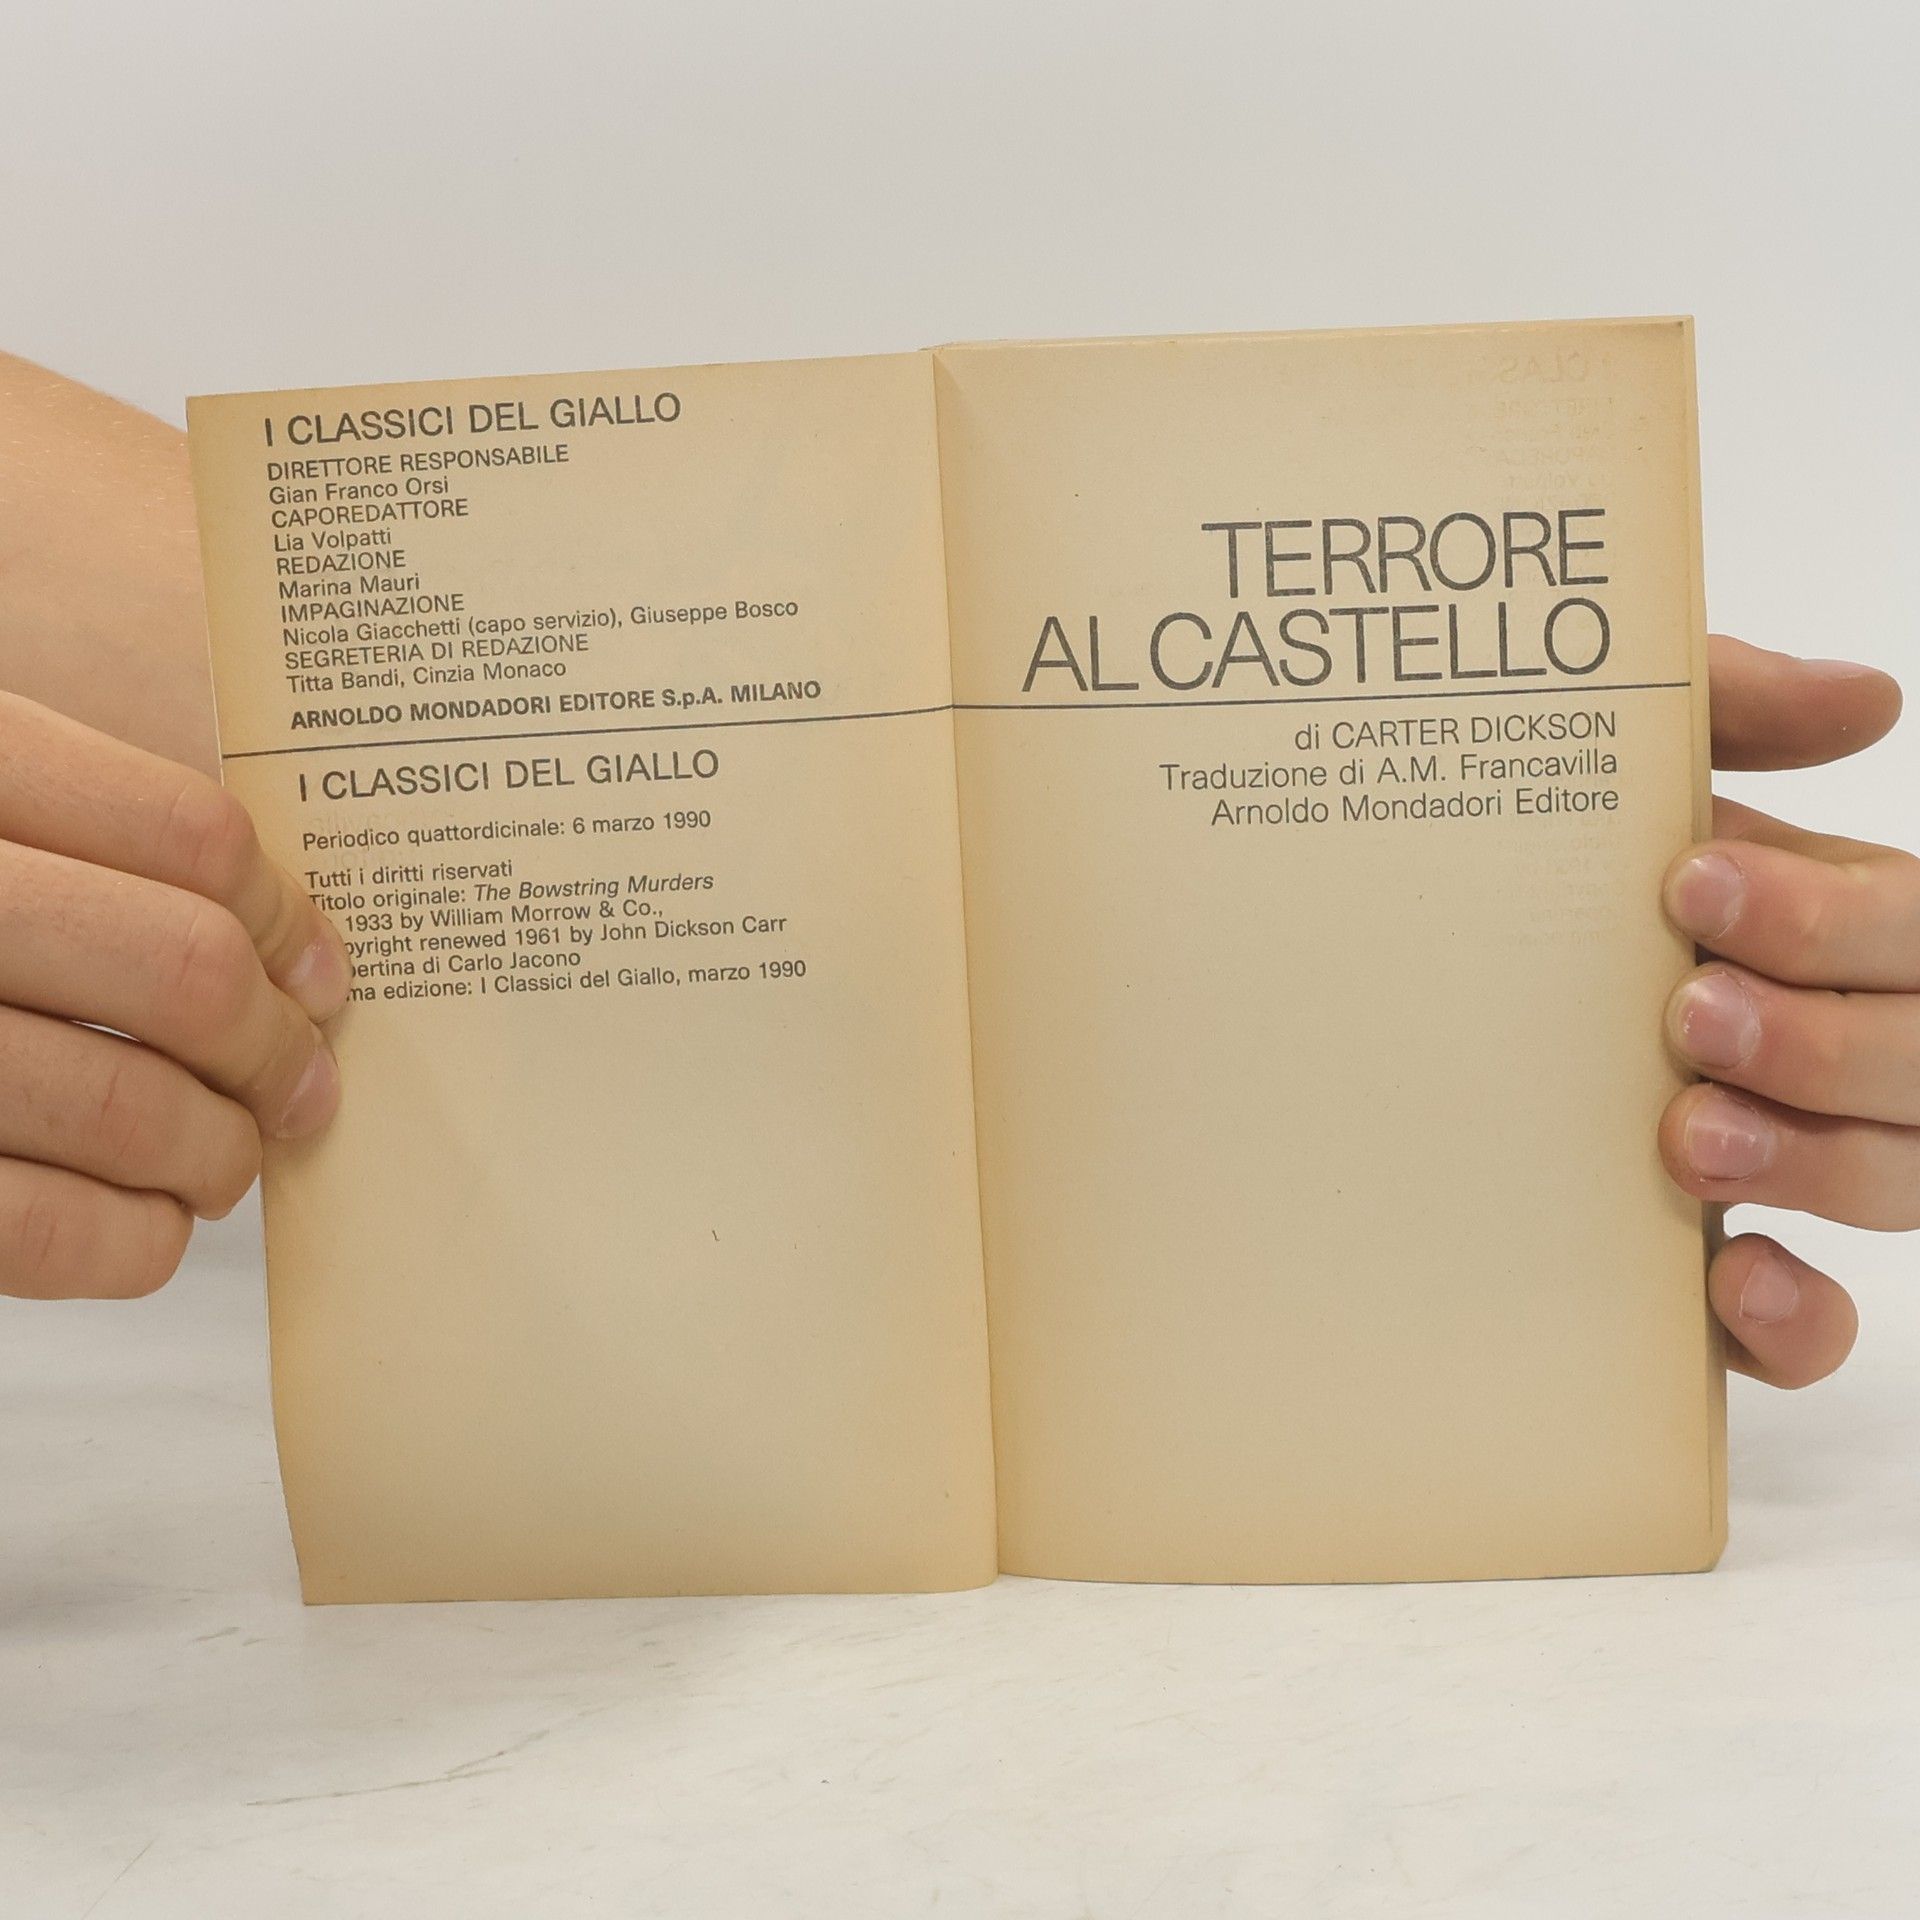 I CLASSICI DEL GIALLO
DIRETTORE RESPONSABILE
Gian Franco Orsi
CAPOREDATTORE
Lia Volpatti
REDAZIONE
Marina Mauri
IMPAGINAZIONE
Nicola Giacchetti (capo servizio), Giuseppe Bosco
SEGRETERIA DI REDAZIONE
Titta Bandi, Cinzia Monaco
ARNOLDO MONDADORI EDITORE S.p.A. MILANO
I CLASSICI DEL GIALLO
Periodico quattordicinale: 6 marzo 1990
Tutti i diritti riservati
Titolo originale: The Bowstring Murders
1933 by William Morrow & Co.,
pyright renewed 1961 by John Dickson Carr
pertina di Carlo Jacono
ma edizione: I Classici del Giallo, marzo 1990
TERRORE
AL CASTELLO
di CARTER DICKSON
Traduzione di A.M. Francavilla
Arnoldo Mondadori Editore